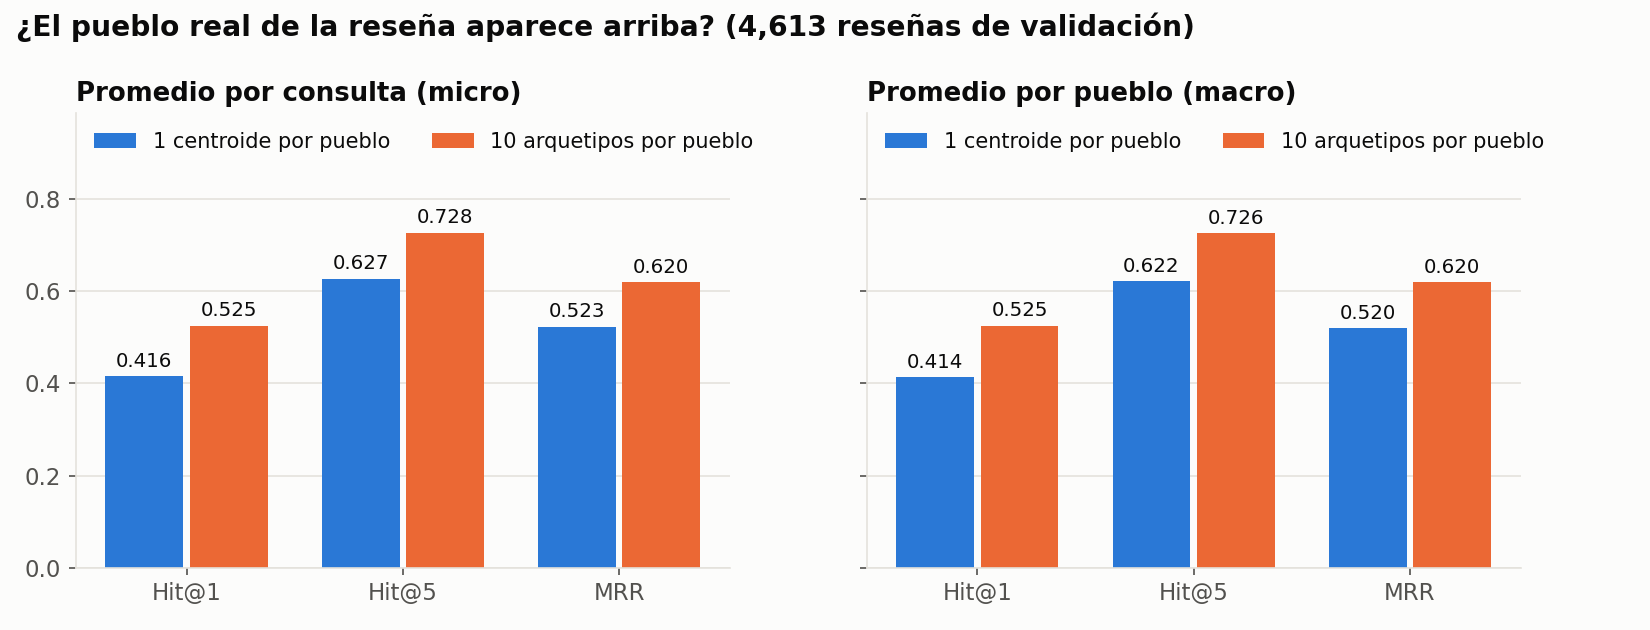 ¿El pueblo real de la reseña aparece arriba? (4,613 reseñas de validación)
Promedio por consulta (micro)
1 centroide por pueblo
10 arquetipos por pueblo
0.8
0.6
0.4
0.2
0.0
0.416
0.525
0.627
0.728
0.523
0.620
Hit@1
Hit@5
MRR
Promedio por pueblo (macro)
1 centroide por pueblo
10 arquetipos por pueblo
0.414
0.525
0.622
0.726
0.520
0.620
Hit@1
Hit@5
MRR